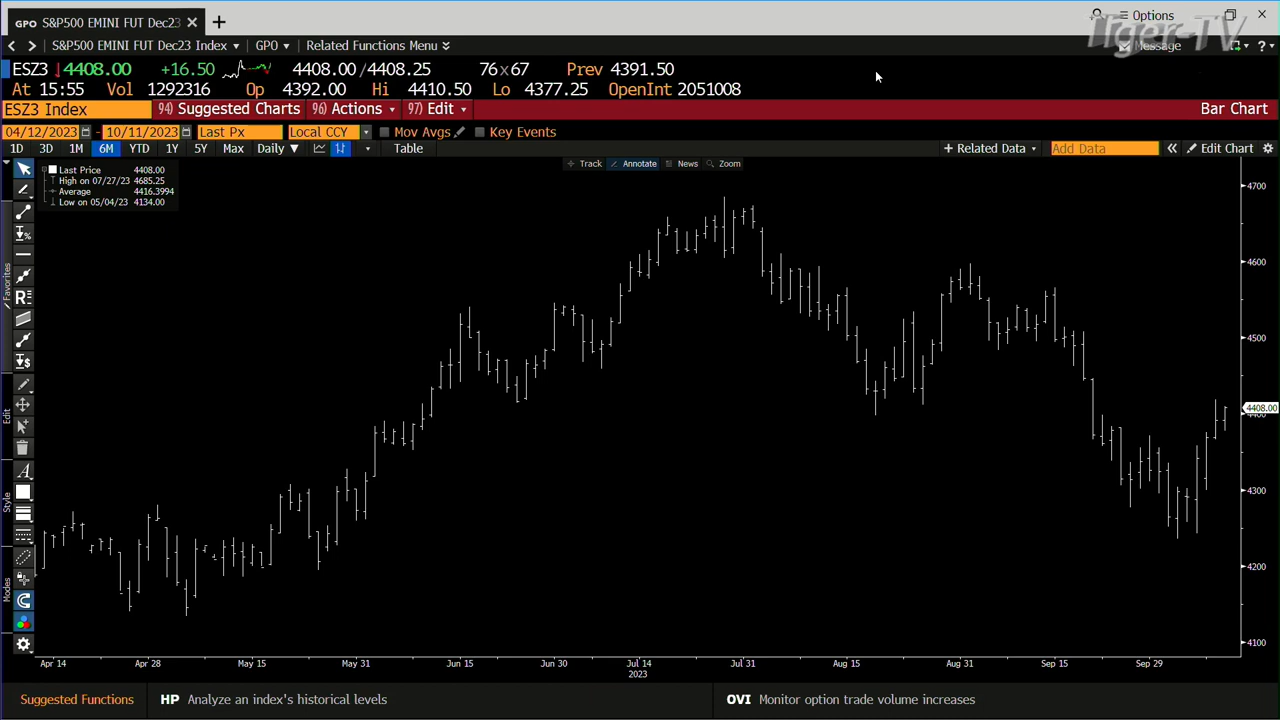 GPO S&P500 EMINI FUT Dec23
Options
Tiger-TV
S&P500 EMINI FUT Dec23 Index GPO Related Functions Menu
Message
ESZ3 4408.00 +16.50 4408.00/4408.25 76x67 Prev 4391.50
At 15:55 Vol 1292316 Op 4392.00 Hi 4410.50 Lo 4377.25 OpenInt 2051008
ESZ3 Index 94) Suggested Charts 96) Actions 97) Edit Bar Chart
04/12/2023 - 10/11/2023 Last Px Local CCY Mov Avgs Key Events
1D 3D 1M 6M YTD 1Y 5Y Max Daily Table + Related Data Add Data Edit Chart
Track Annotate News Zoom
Last Price 4408.00
High on 07/27/23 4685.25
Average 4416.3994
Low on 05/04/23 4134.00
Favorites
Edit
Style
Modes
4700
4600
4500
4408.00
4400
4300
4200
4100
Apr 14 Apr 28 May 15 May 31 Jun 15 Jun 30 Jul 14 Jul 31 Aug 15 Aug 31 Sep 15 Sep 29
2023
Suggested Functions HP Analyze an index's historical levels OVI Monitor option trade volume increases